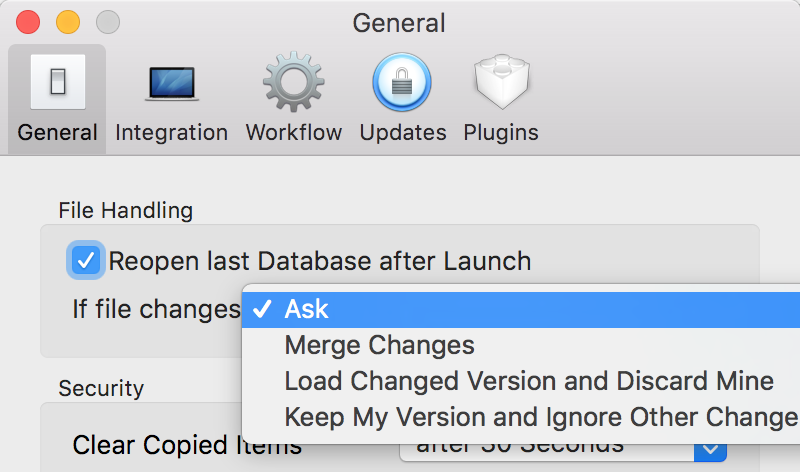 General
General Integration Workflow Updates Plugins
File Handling
Reopen last Database after Launch
If file changes
Ask
Merge Changes
Load Changed Version and Discard Mine
Keep My Version and Ignore Other Change
Security
Clear Copied Items after 30 Seconds